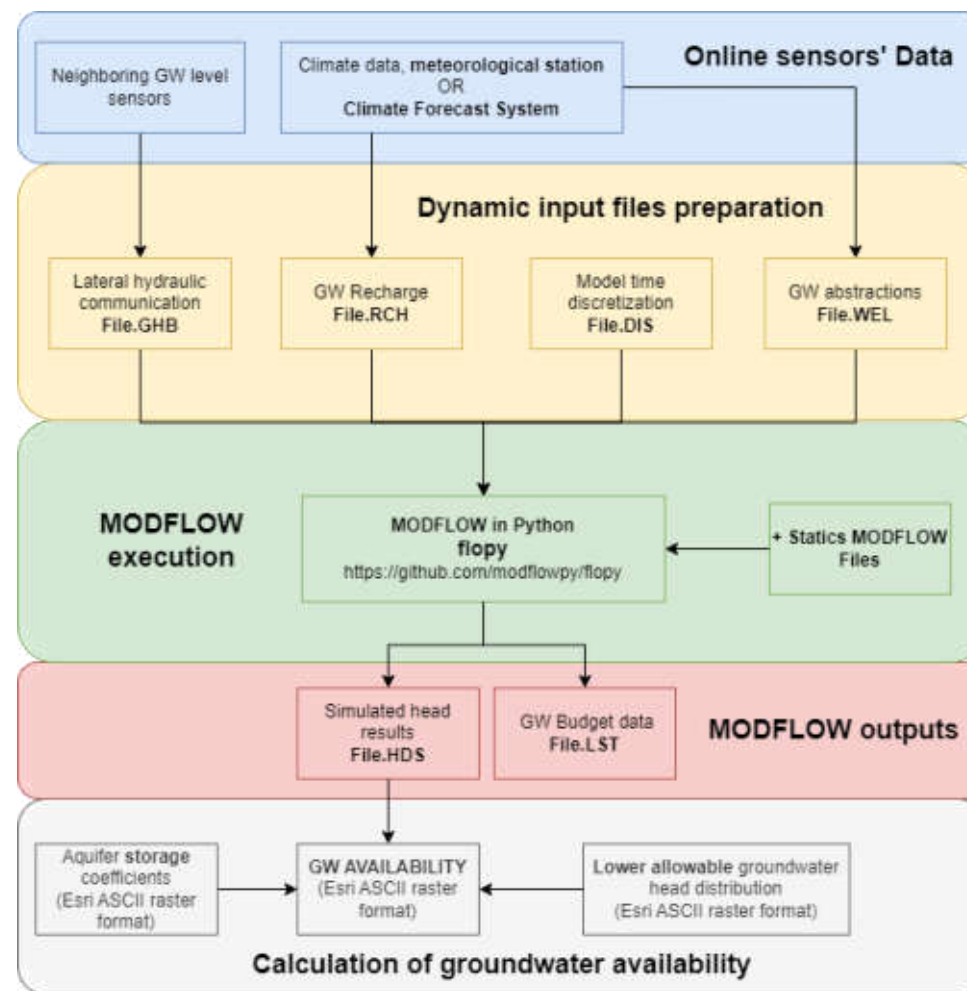 Online sensors' Data
Neighboring GW level
sensors
Climate data, meteorological station
OR
Climate Forecast System
Dynamic input files preparation
Lateral hydraulic
communication
File.GHB
GW Recharge
File.RCH
Model time
discretization
File.DIS
GW abstractions
File.WEL
MODFLOW
execution
MODFLOW in Python
flopy
https://github.com/modflowpy/flopy
+ Statics MODFLOW
Files
Simulated head
results
File.HDS
GW Budget data
File.LST
MODFLOW outputs
Aquifer storage
coefficients
(Esri ASCII raster
format)
GW AVAILABILITY
(Esri ASCII raster
format)
Lower allowable groundwater
head distribution
(Esri ASCII raster format)
Calculation of groundwater availability